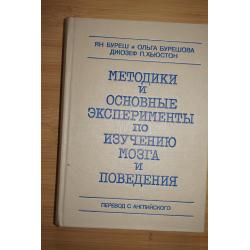 ЯН БУРЕШ и ОЛЬГА БУРЕШОВА
ДЖОЗЕФ П. ХЬЮСТОН
МЕТОДИКИ
И
ОСНОВНЫЕ
ЭКСПЕРИМЕНТЫ
ПО
ИЗУЧЕНИЮ
МОЗГА
И
ПОВЕДЕНИЯ
ПЕРЕВОД С АНГЛИЙСКОГО